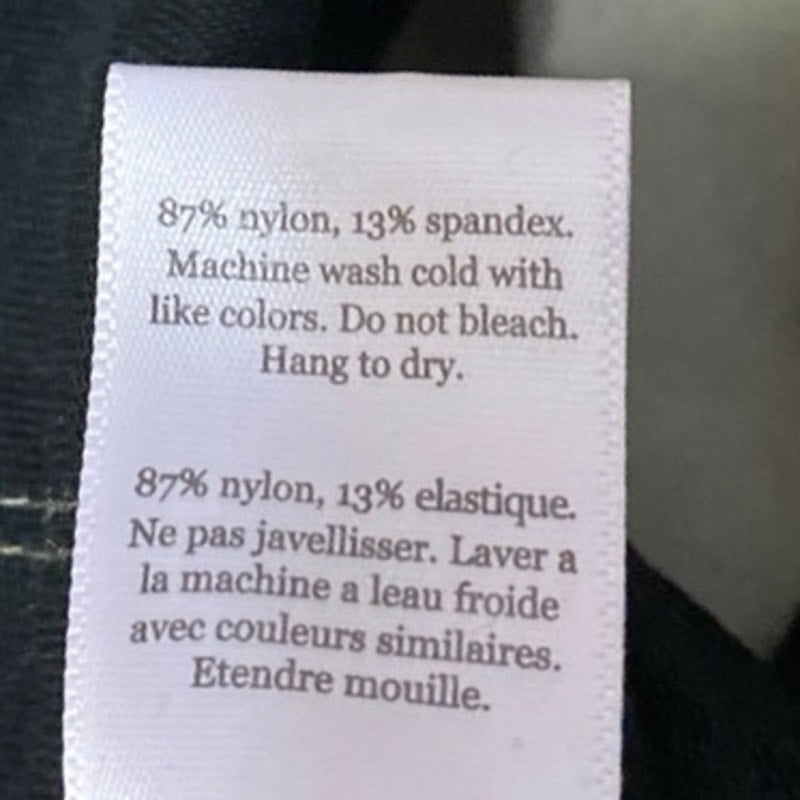 87% nylon, 13% spandex.
Machine wash cold with
like colors. Do not bleach.
Hang to dry.
87% nylon, 13% elastique.
Ne pas javellisser. Laver a
la machine a leau froide
avec couleurs similaires.
Etendre mouille.